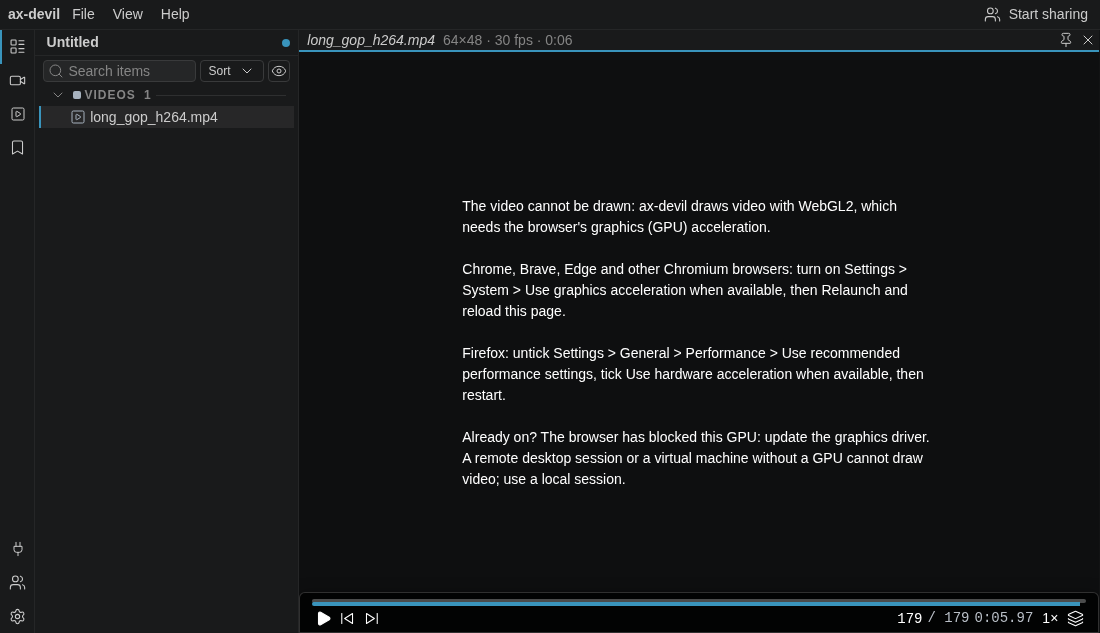 ax-devil File View Help Start sharing
Untitled
long_gop_h264.mp4 64×48 · 30 fps · 0:06
Search items Sort
VIDEOS 1
long_gop_h264.mp4
The video cannot be drawn: ax-devil draws video with WebGL2, which
needs the browser's graphics (GPU) acceleration.
Chrome, Brave, Edge and other Chromium browsers: turn on Settings >
System > Use graphics acceleration when available, then Relaunch and
reload this page.
Firefox: untick Settings > General > Performance > Use recommended
performance settings, tick Use hardware acceleration when available, then
restart.
Already on? The browser has blocked this GPU: update the graphics driver.
A remote desktop session or a virtual machine without a GPU cannot draw
video; use a local session.
179 / 179 0:05.97 1×